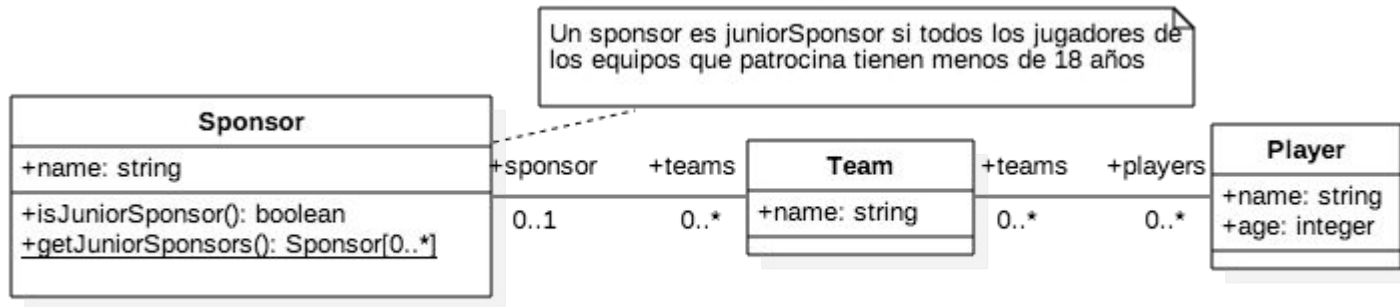 Un sponsor es juniorSponsor si todos los jugadores de
los equipos que patrocina tienen menos de 18 años
Sponsor
+name: string
+isJuniorSponsor(): boolean
+getJuniorSponsors(): Sponsor[0..*]
+sponsor
0..1
+teams
0..*
Team
+name: string
+teams
0..*
+players
0..*
Player
+name: string
+age: integer